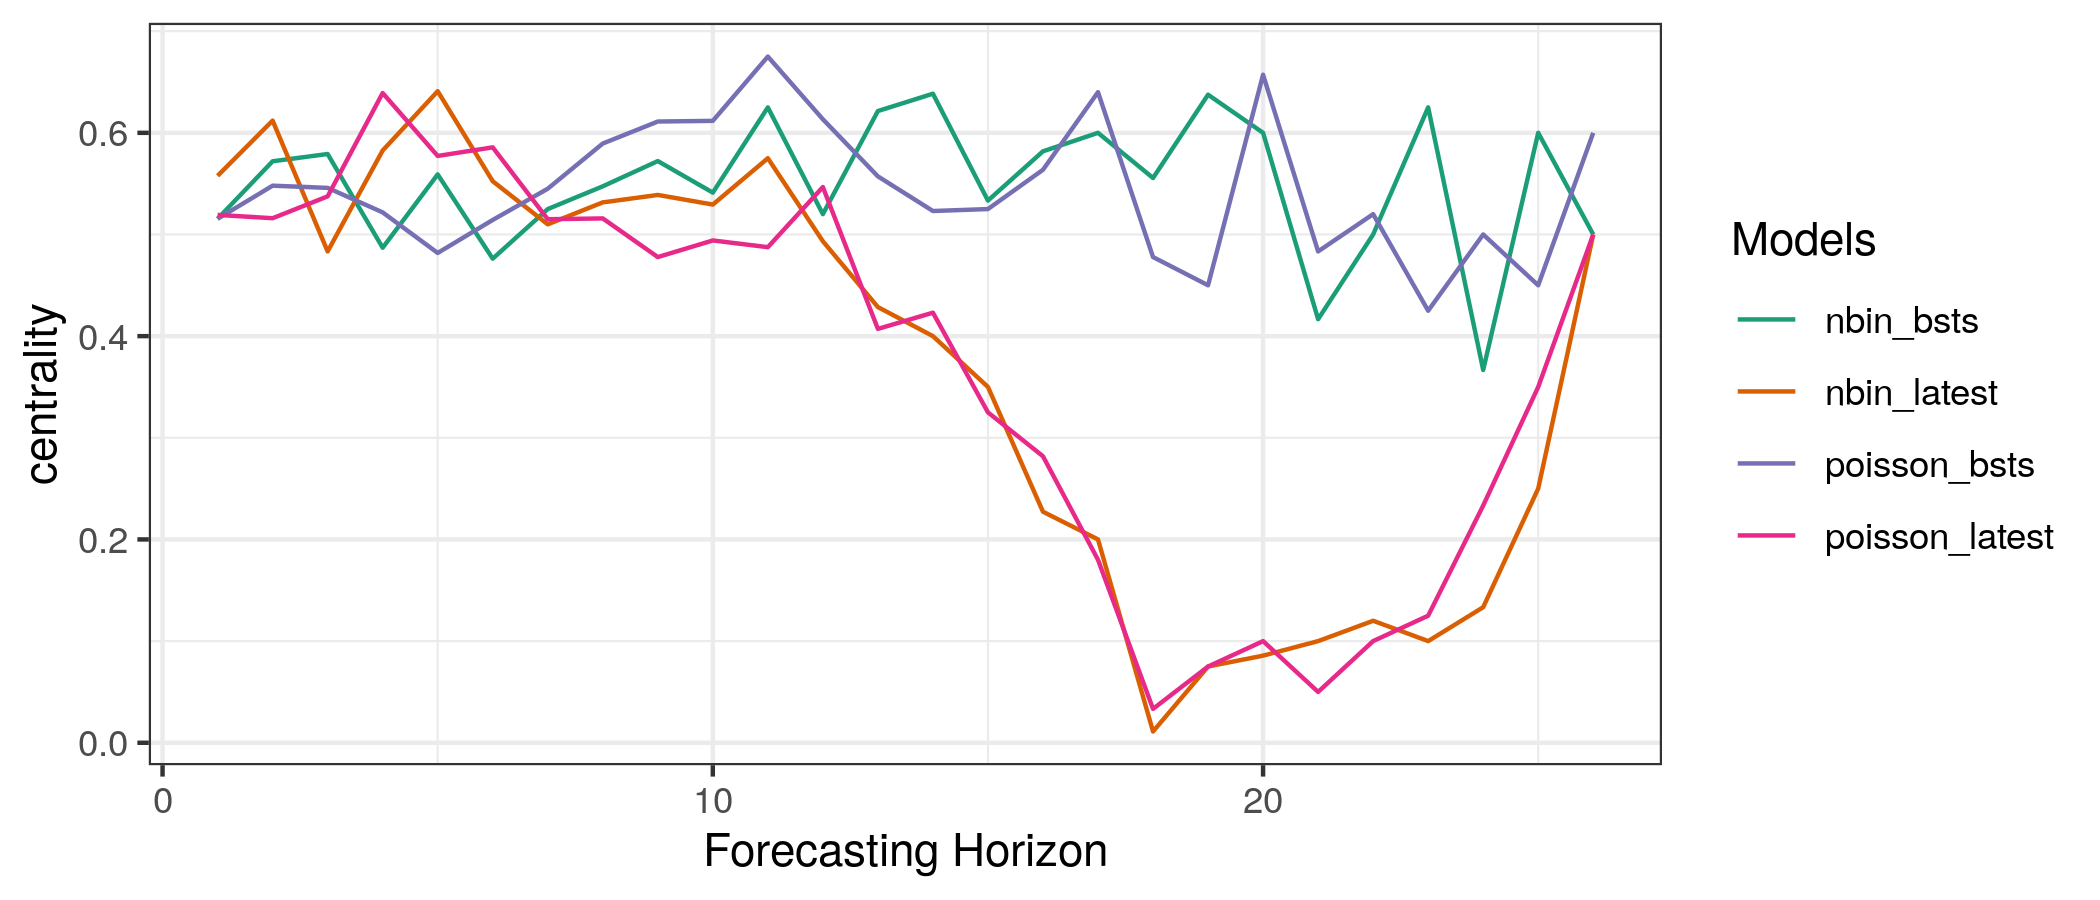 centrality
0.6
0.4
0.2
0.0
0
10
20
Forecasting Horizon
Models
nbin_bsts
nbin_latest
poisson_bsts
poisson_latest